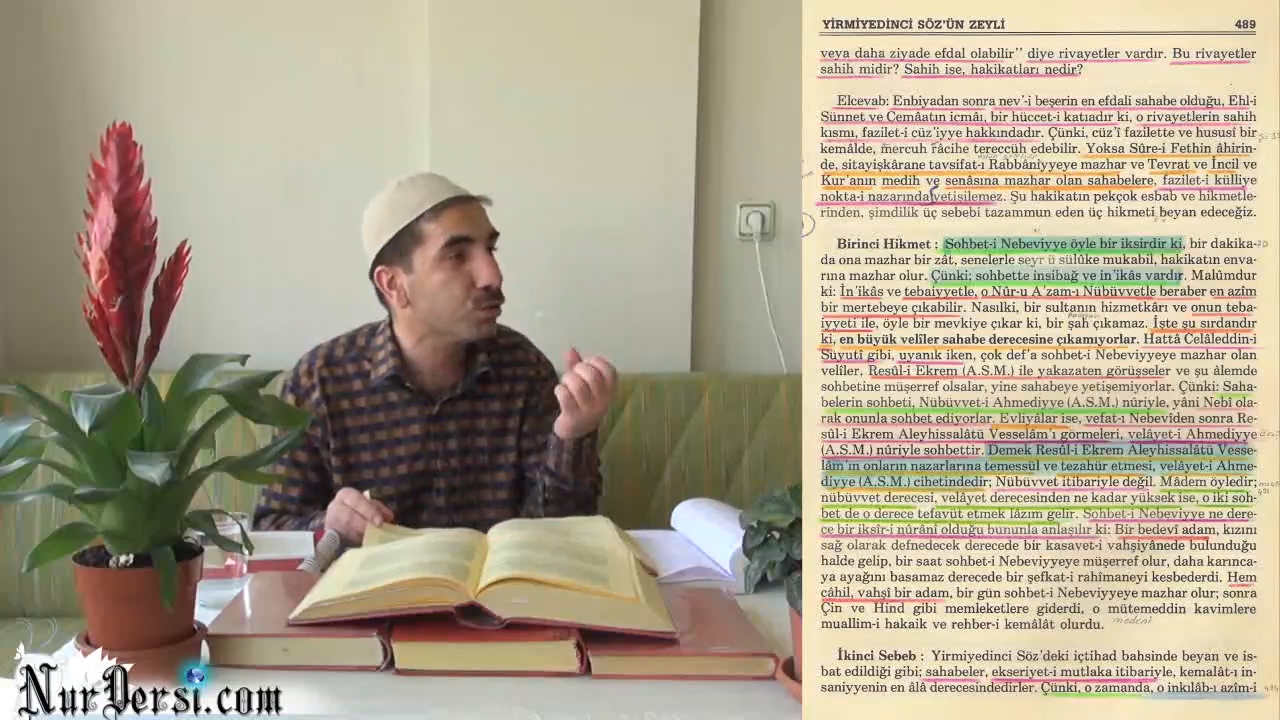 YİRMİYEDİNCİ SÖZ'ÜN ZEYLİ 489
veya daha ziyade efdal olabilir'' diye rivayetler vardır. Bu rivayetler
sahih midir? Sahih ise, hakikatları nedir?
Elcevab: Enbiyadan sonra nev'-i beşerin en efdali sahabe olduğu, Ehl-i
Sünnet ve Cemâatın icmâı, bir hüccet-i katıadır ki, o rivayetlerin sahih
kısmı, fazilet-i cüz'iyye hakkındadır. Çünki, cüz'î fazilette ve hususî bir
kemâlde, mercuh râcihe tereccüh edebilir. Yoksa Sûre-i Fethin âhirin-
de, sitayişkârane tavsifat-ı Rabbâniyyeye mazhar ve Tevrat ve İncil ve
Kur'anın medih ve senâsına mazhar olan sahabelere, fazilet-i külliye
nokta-i nazarında yetişilemez. Şu hakikatın pekçok esbab ve hikmetle-
rinden, şimdilik üç sebebi tazammun eden üç hikmeti beyan edeceğiz.
Birinci Hikmet : Sohbet-i Nebeviyye öyle bir iksirdir ki, bir dakika-
da ona mazhar bir zât, senelerle seyr ü sülûke mukabil, hakikatın enva-
rına mazhar olur. Çünki; sohbette insibağ ve in'ikâs vardır. Malûmdur
ki: İn'ikâs ve tebaiyyetle, o Nûr-u A'zam-ı Nübüvvetle beraber en azîm
bir mertebeye çıkabilir. Nasılki, bir sultanın hizmetkârı ve onun teba-
iyyeti ile, öyle bir mevkiye çıkar ki, bir şah çıkamaz. İşte şu sırdandır
ki, en büyük velîler sahabe derecesine çıkamıyorlar. Hattâ Celâleddin-i
Süyutî gibi, uyanık iken, çok def'a sohbet-i Nebeviyyeye mazhar olan
velîler, Resûl-i Ekrem (A.S.M.) ile yakazaten görüşseler ve şu âlemde
sohbetine müşerref olsalar, yine sahabeye yetişemiyorlar. Çünki: Saha-
belerin sohbeti, Nübüvvet-i Ahmediyye (A.S.M.) nûriyle, yâni Nebî ola-
rak onunla sohbet ediyorlar. Evliyâlar ise, vefat-ı Nebevîden sonra Re-
sûl-i Ekrem Aleyhissalâtü Vesselâm'ı görmeleri, velâyet-i Ahmediyye
(A.S.M.) nûriyle sohbettir. Demek Resûl-i Ekrem Aleyhissalâtü Vesse-
lâm'ın onların nazarlarına temessül ve tezahür etmesi, velâyet-i Ahme-
diyye (A.S.M.) cihetindedir; Nübüvvet itibariyle değil. Mâdem öyledir;
nübüvvet derecesi, velâyet derecesinden ne kadar yüksek ise, o iki soh-
bet de o derece tefavüt etmek lâzım gelir. Sohbet-i Nebeviyye ne dere-
ce bir iksîr-i nûranî olduğu bununla anlaşılır ki: Bir bedevî adam, kızını
sağ olarak defnedecek derecede bir kasavet-i vahşiyânede bulunduğu
halde gelip, bir saat sohbet-i Nebeviyyeye müşerref olur, daha karınca-
ya ayağını basamaz derecede bir şefkat-i rahîmaneyi kesbederdi. Hem
câhil, vahşî bir adam, bir gün sohbet-i Nebeviyyeye mazhar olur; sonra
Çin ve Hind gibi memleketlere giderdi, o mütemeddin kavimlere
muallim-i hakaik ve rehber-i kemâlât olurdu. medenî
İkinci Sebeb : Yirmiyedinci Söz'deki içtihad bahsinde beyan ve is-
bat edildiği gibi; sahabeler, ekseriyet-i mutlaka itibariyle, kemalât-ı in-
saniyyenin en âlâ derecesindedirler. Çünki, o zamanda, o inkılâb-ı azîm-i
NurDersi.com